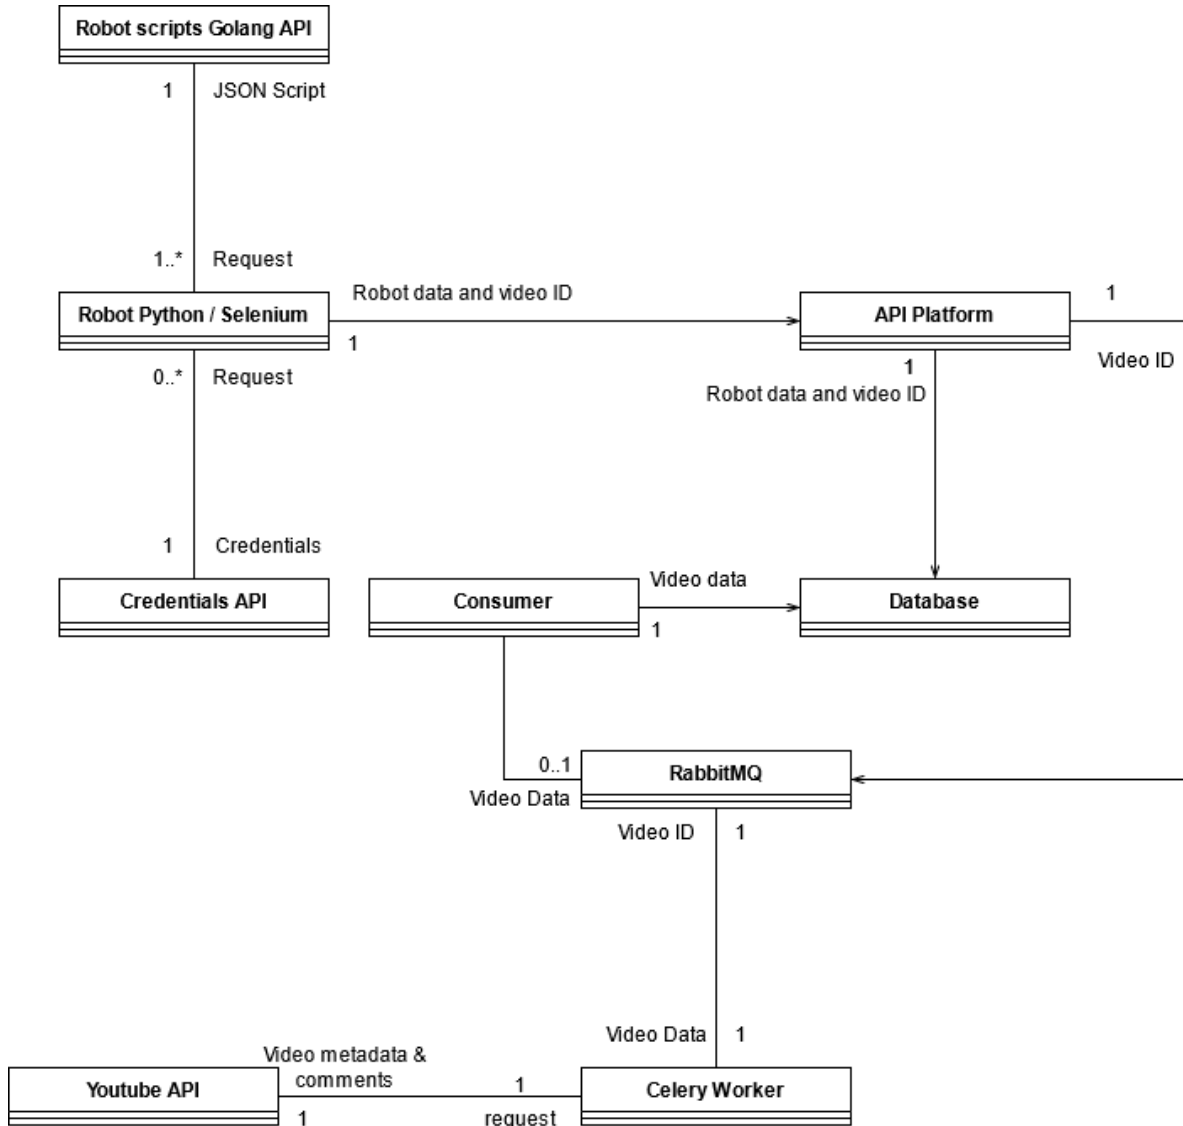 Robot scripts Golang API
1
JSON Script
1..*
Request
Robot Python / Selenium
Robot data and video ID
1
API Platform
1
Video ID
0..*
Request
1
Robot data and video ID
1
Credentials
Credentials API
Consumer
Video data
1
Database
0..1
Video Data
RabbitMQ
Video ID
1
Video Data
1
Video metadata &
comments
Youtube API
1
1
request
Celery Worker